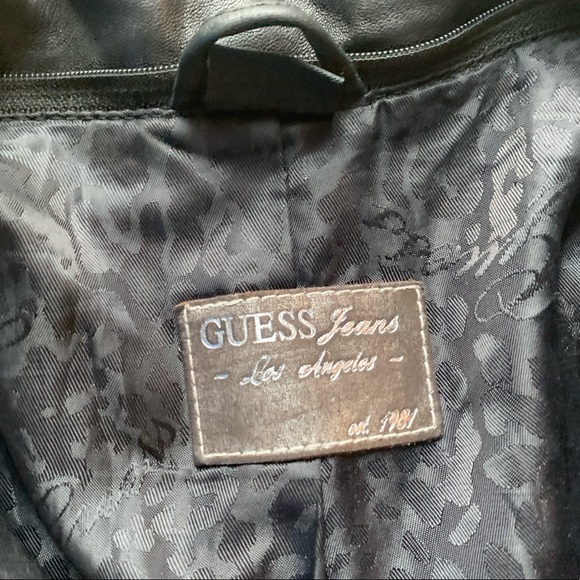 GUESS Jeans
- Los Angeles -
est. 1981